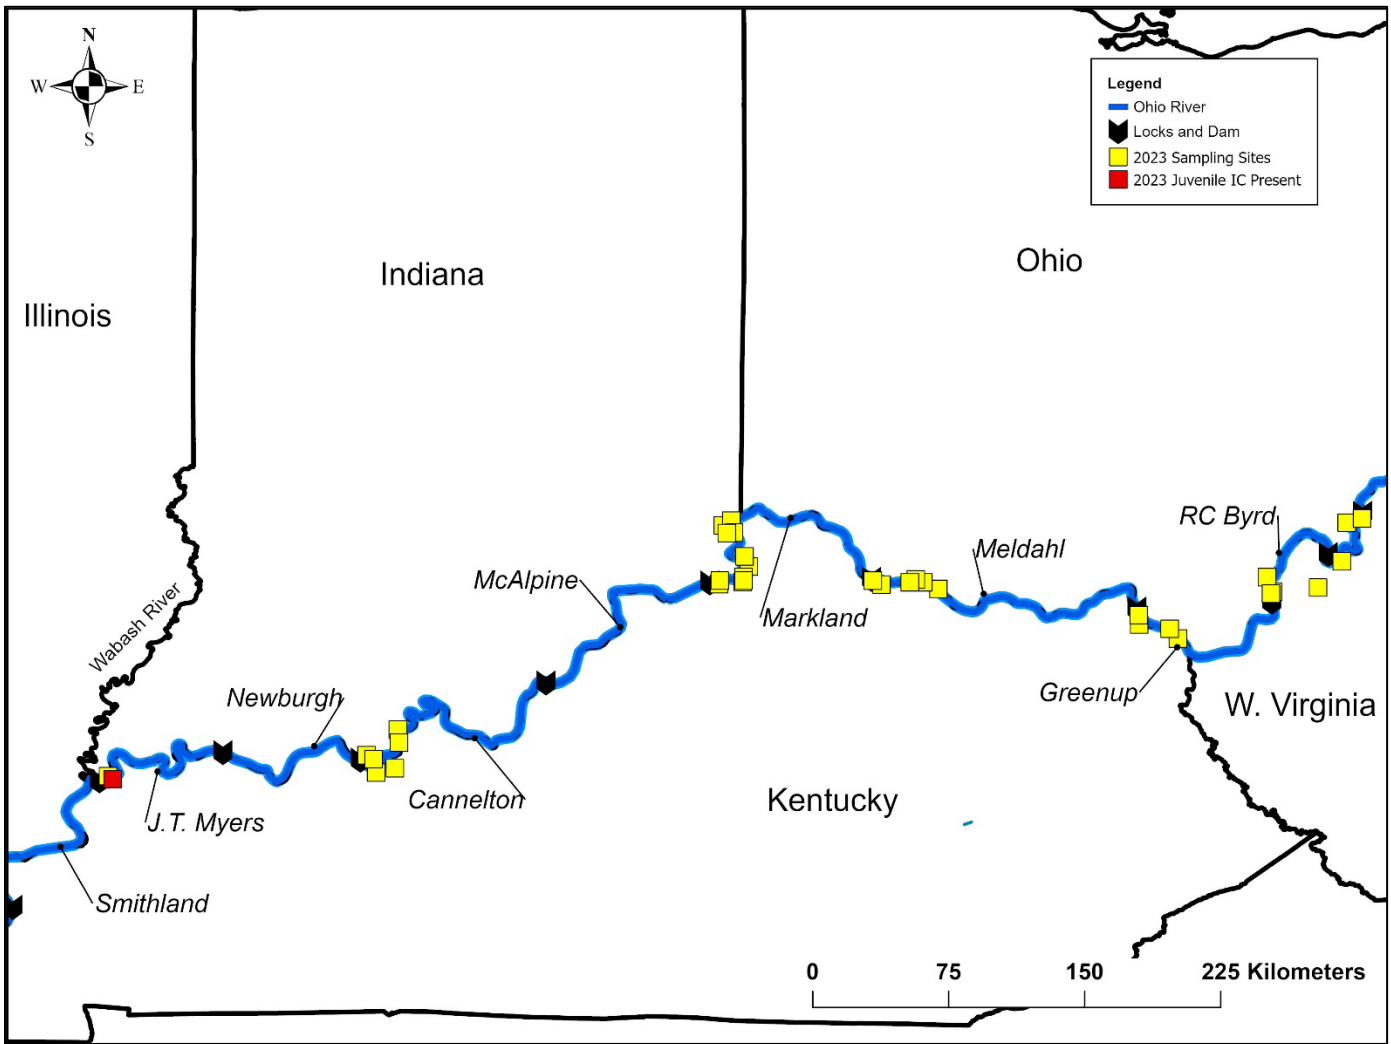 N
W E
S
Legend
Ohio River
Locks and Dam
2023 Sampling Sites
2023 Juvenile IC Present
Ohio
Indiana
Illinois
RC Byrd
Meldahl
McAlpine
Markland
Wabash River
Greenup
Newburgh
W. Virginia
Cannelton
Kentucky
J.T. Myers
Smithland
0 75 150 225 Kilometers